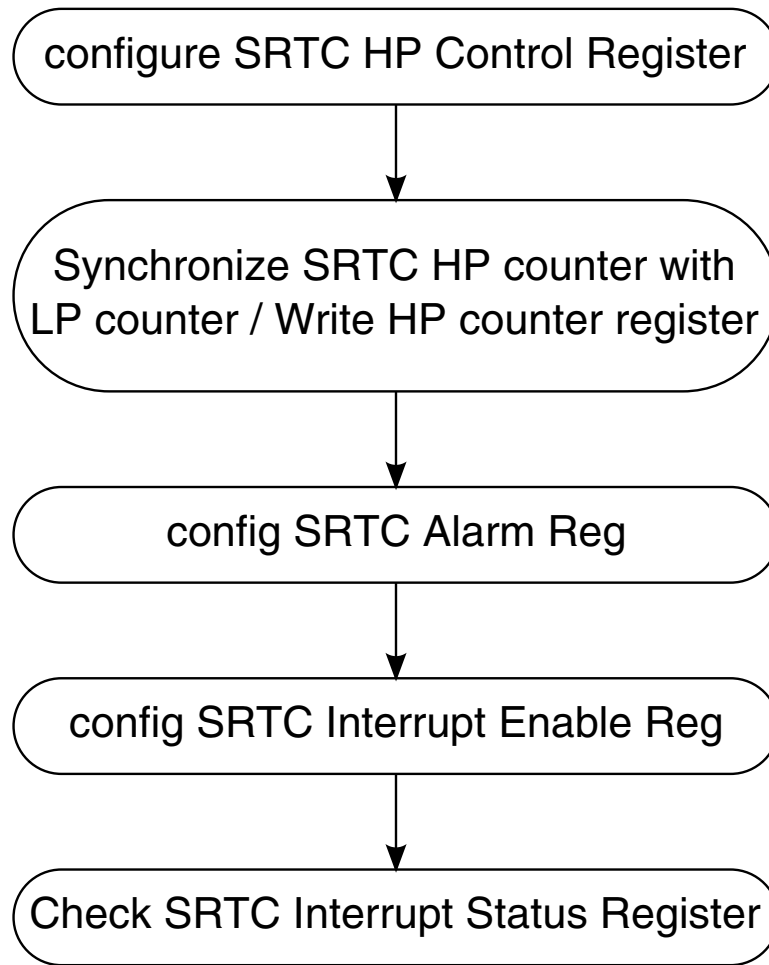 configure SRTC HP Control Register
Synchronize SRTC HP counter with
LP counter / Write HP counter register
config SRTC Alarm Reg
config SRTC Interrupt Enable Reg
Check SRTC Interrupt Status Register